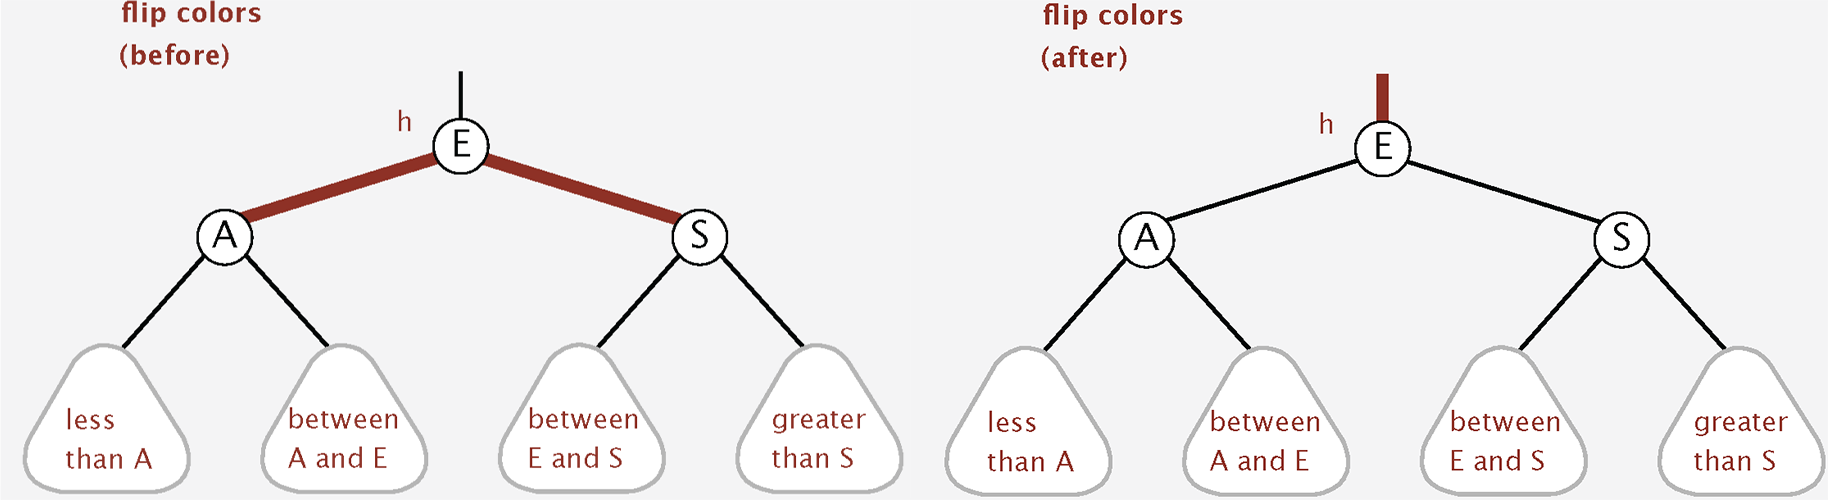 flip colors
(before)
h
E
A
S
less
than A
between
A and E
between
E and S
greater
than S
flip colors
(after)
h
E
A
S
less
than A
between
A and E
between
E and S
greater
than S